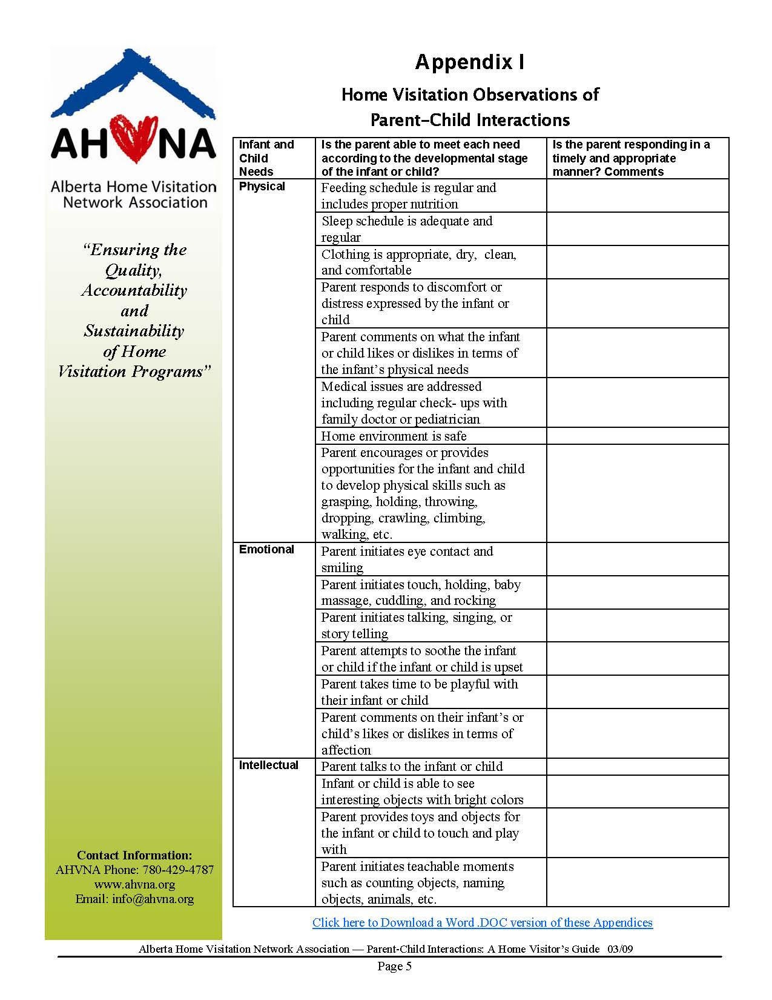 AHVNA
Alberta Home Visitation
Network Association
“Ensuring the
Quality,
Accountability
and
Sustainability
of Home
Visitation Programs”
Contact Information:
AHVNA Phone: 780-429-4787
www.ahvna.org
Email: info@ahvna.org
Appendix I
Home Visitation Observations of
Parent-Child Interactions
Infant and
Child
Needs
Is the parent able to meet each need
according to the developmental stage
of the infant or child?
Is the parent responding in a
timely and appropriate
manner? Comments
Physical
Feeding schedule is regular and
includes proper nutrition
Sleep schedule is adequate and
regular
Clothing is appropriate, dry,  clean,
and comfortable
Parent responds to discomfort or
distress expressed by the infant or
child
Parent comments on what the infant
or child likes or dislikes in terms of
the infant’s physical needs
Medical issues are addressed
including regular check- ups with
family doctor or pediatrician
Home environment is safe
Parent encourages or provides
opportunities for the infant and child
to develop physical skills such as
grasping, holding, throwing,
dropping, crawling, climbing,
walking, etc.
Emotional
Parent initiates eye contact and
smiling
Parent initiates touch, holding, baby
massage, cuddling, and rocking
Parent initiates talking, singing, or
story telling
Parent attempts to soothe the infant
or child if the infant or child is upset
Parent takes time to be playful with
their infant or child
Parent comments on their infant’s or
child’s likes or dislikes in terms of
affection
Intellectual
Parent talks to the infant or child
Infant or child is able to see
interesting objects with bright colors
Parent provides toys and objects for
the infant or child to touch and play
with
Parent initiates teachable moments
such as counting objects, naming
objects, animals, etc.
Click here to Download a Word .DOC version of these Appendices
Alberta Home Visitation Network Association — Parent-Child Interactions: A Home Visitor’s Guide  03/09
Page 5